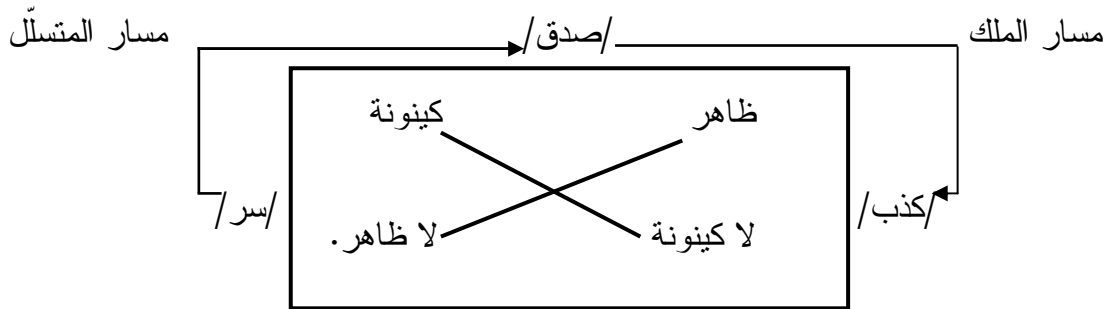 مسار الملك /صدق/ مسار المتسلّل
ظاهر كينونة
/كذب/ /سر/
لا كينونة لا ظاهر.